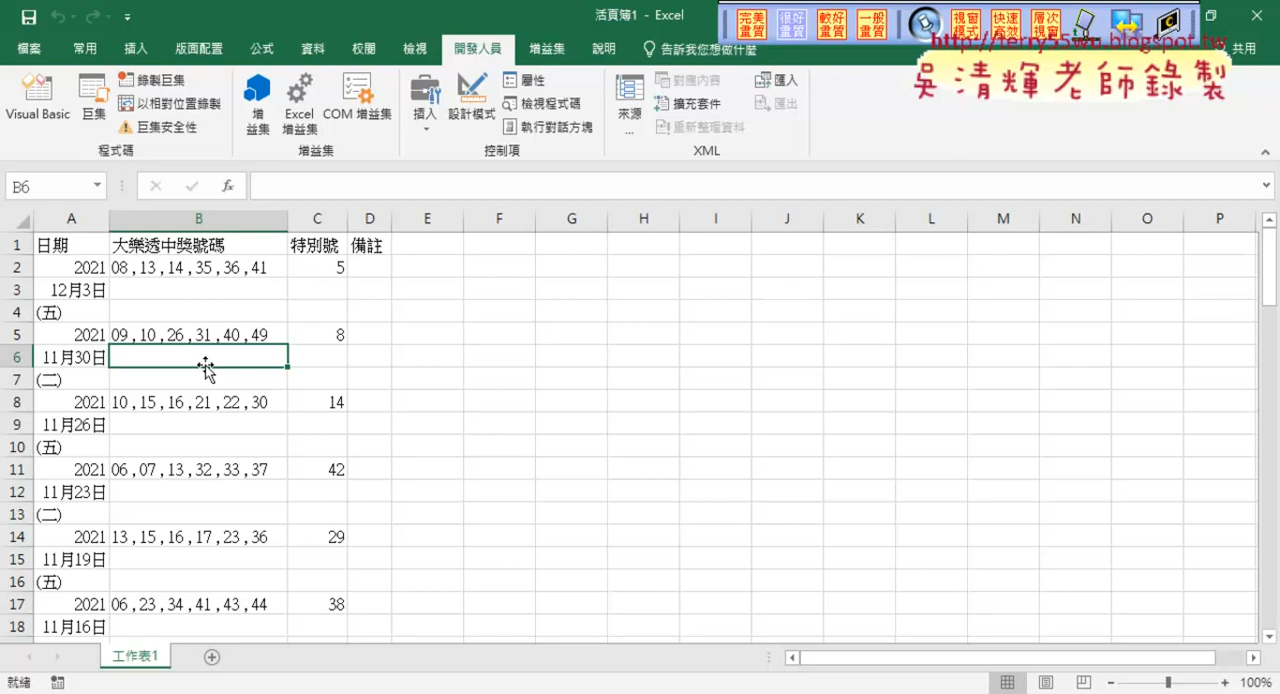 活頁簿1 - Excel
完美畫質 很好畫質 較好畫質 一般畫質 視窗模式 快速高效 層次視窗
http://terry55wu.blogspot.tw
吳清輝老師錄製
檔案 常用 插入 版面配置 公式 資料 校閱 檢視 開發人員 增益集 說明 告訴我您想做什麼 共用
Visual Basic 巨集 錄製巨集 以相對位置錄製 巨集安全性 程式碼
增益集 Excel 增益集 COM 增益集 增益集
插入 設計模式 屬性 檢視程式碼 執行對話方塊 控制項
來源... 對應內容 擴充套件 重新整理資料 匯入 匯出 XML
B6 fx
A B C D E F G H I J K L M N O P
1 日期 大樂透中獎號碼 特別號 備註
2 2021 08,13,14,35,36,41 5
3 12月3日
4 (五)
5 2021 09,10,26,31,40,49 8
6 11月30日
7 (二)
8 2021 10,15,16,21,22,30 14
9 11月26日
10 (五)
11 2021 06,07,13,32,33,37 42
12 11月23日
13 (二)
14 2021 13,15,16,17,23,36 29
15 11月19日
16 (五)
17 2021 06,23,34,41,43,44 38
18 11月16日
工作表1
就緒 100%